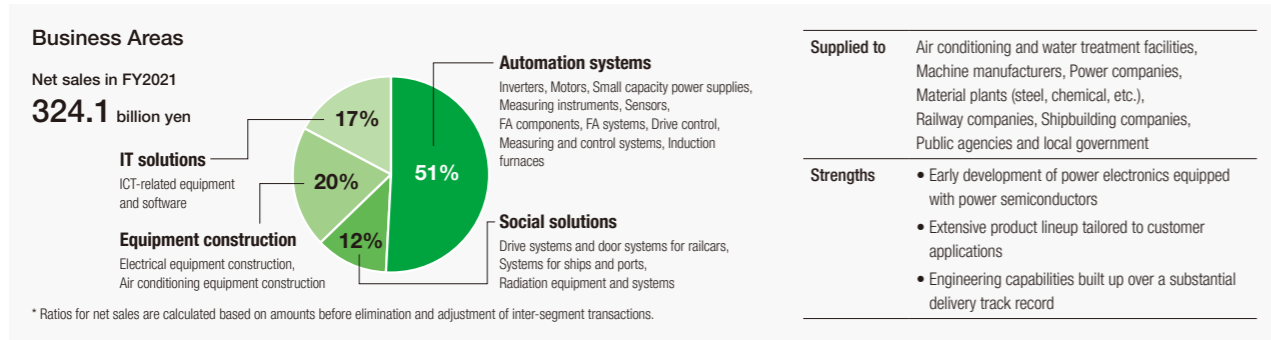 Business Areas
Net sales in FY2021
324.1 billion yen
17%
20%
12%
51%
IT solutions
ICT-related equipment
and software
Equipment construction
Electrical equipment construction,
Air conditioning equipment construction
Automation systems
Inverters, Motors, Small capacity power supplies,
Measuring instruments, Sensors,
FA components, FA systems, Drive control,
Measuring and control systems, Induction
furnaces
Social solutions
Drive systems and door systems for railcars,
Systems for ships and ports,
Radiation equipment and systems
* Ratios for net sales are calculated based on amounts before elimination and adjustment of inter-segment transactions.
Supplied to
Air conditioning and water treatment facilities,
Machine manufacturers, Power companies,
Material plants (steel, chemical, etc.),
Railway companies, Shipbuilding companies,
Public agencies and local government
Strengths
• Early development of power electronics equipped
with power semiconductors
• Extensive product lineup tailored to customer
applications
• Engineering capabilities built up over a substantial
delivery track record